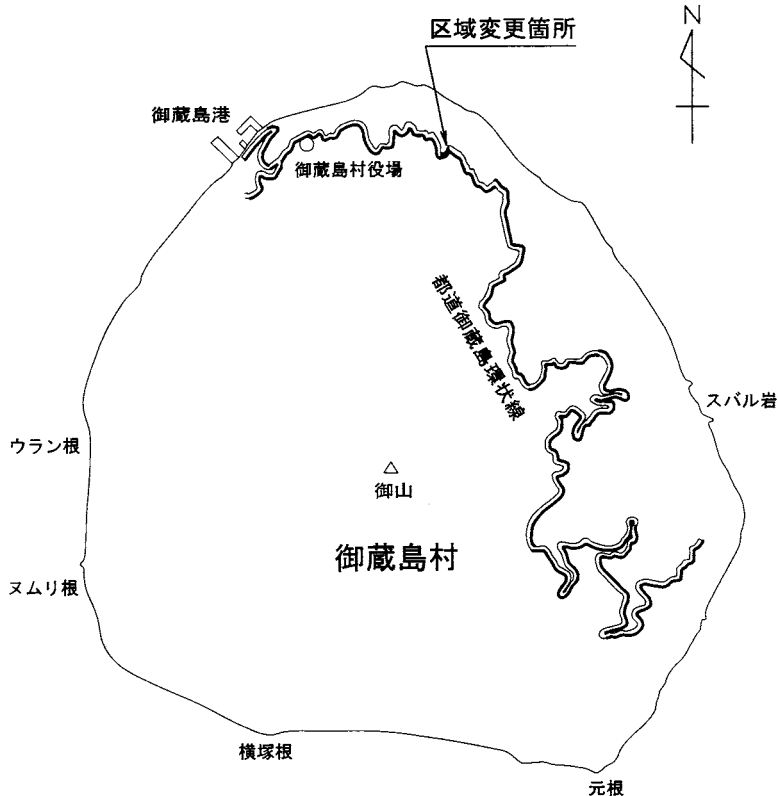 N
区域変更箇所
御蔵島港
御蔵島村役場
都道御蔵島環状線
スバル岩
ウラン根
御山
御蔵島村
ヌムリ根
横塚根
元根